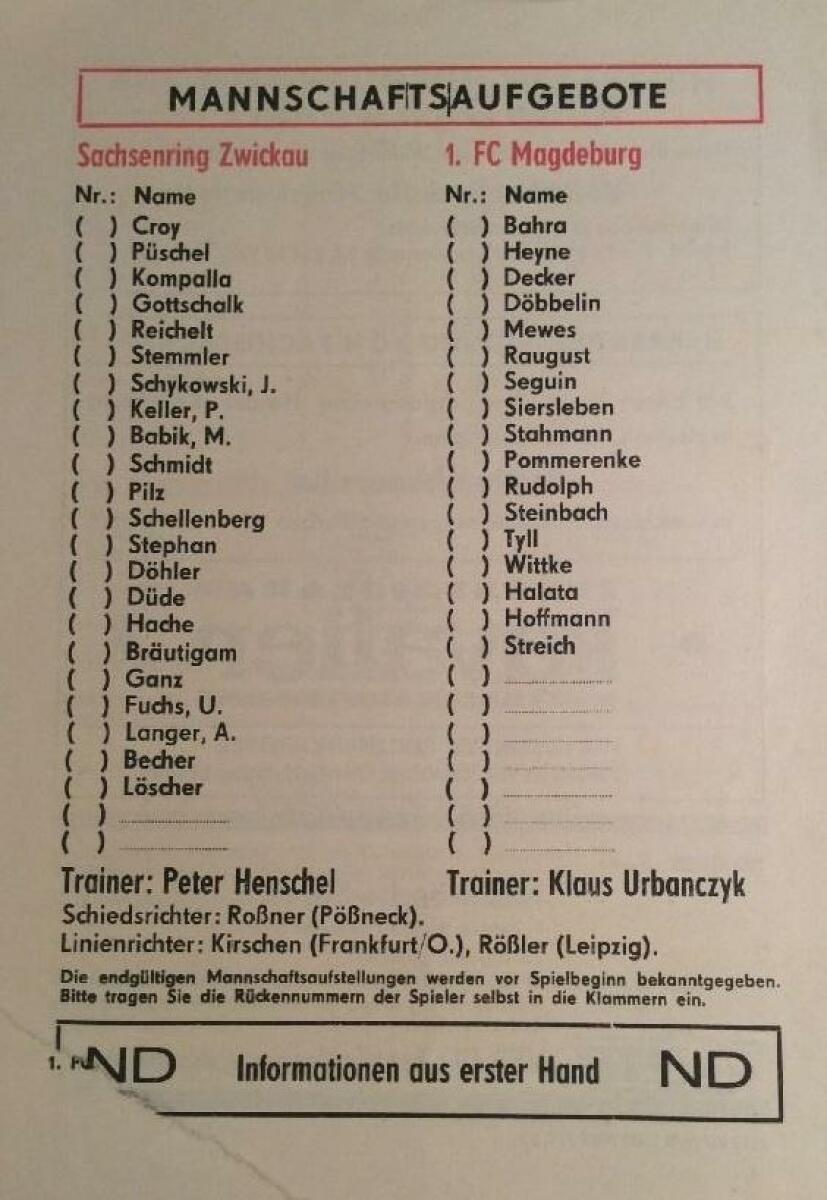 MANNSCHAFTSAUFGEBOTE
Sachsenring Zwickau
Nr.: Name
( ) Croy
( ) Püschel
( ) Kompalla
( ) Gottschalk
( ) Reichelt
( ) Stemmler
( ) Schykowski, J.
( ) Keller, P.
( ) Babik, M.
( ) Schmidt
( ) Pilz
( ) Schellenberg
( ) Stephan
( ) Döhler
( ) Düde
( ) Hache
( ) Bräutigam
( ) Ganz
( ) Fuchs, U.
( ) Langer, A.
( ) Becher
( ) Löscher
( )
( )
Trainer: Peter Henschel
1. FC Magdeburg
Nr.: Name
( ) Bahra
( ) Heyne
( ) Decker
( ) Döbbelin
( ) Mewes
( ) Raugust
( ) Seguin
( ) Siersleben
( ) Stahmann
( ) Pommerenke
( ) Rudolph
( ) Steinbach
( ) Tyll
( ) Wittke
( ) Halata
( ) Hoffmann
( ) Streich
( )
( )
( )
( )
( )
( )
( )
Trainer: Klaus Urbanczyk
Schiedsrichter: Roßner (Pößneck).
Linienrichter: Kirschen (Frankfurt/O.), Rößler (Leipzig).
Die endgültigen Mannschaftsaufstellungen werden vor Spielbeginn bekanntgegeben.
Bitte tragen Sie die Rückennummern der Spieler selbst in die Klammern ein.
ND Informationen aus erster Hand ND
1.